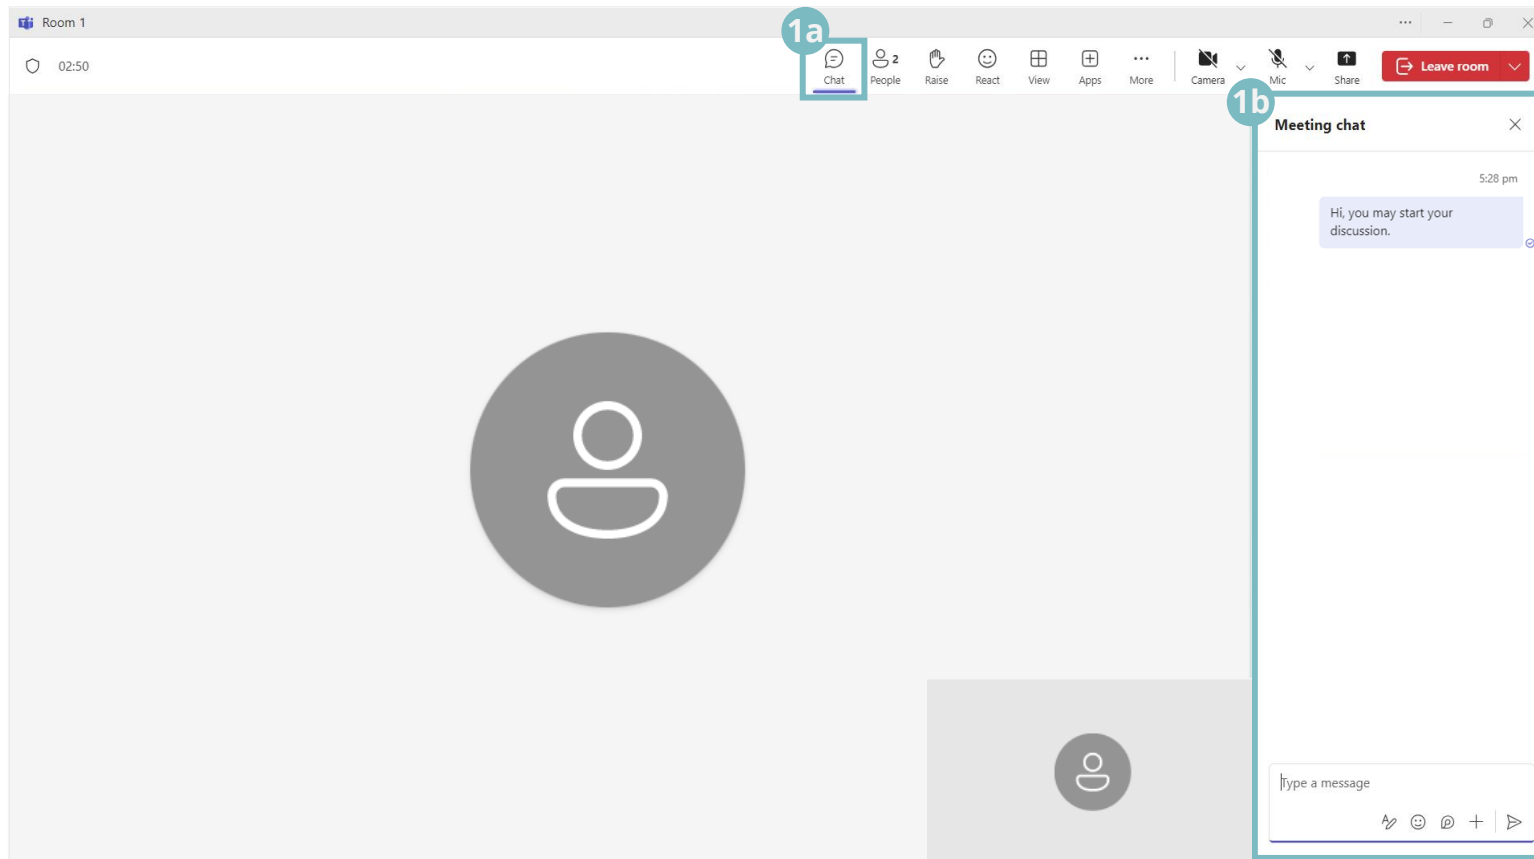 Room 1
1a
02:50
2
Chat People Raise React View Apps More Camera Mic Share Leave room
1b
Meeting chat
5:28 pm
Hi, you may start your
discussion.
Type a message